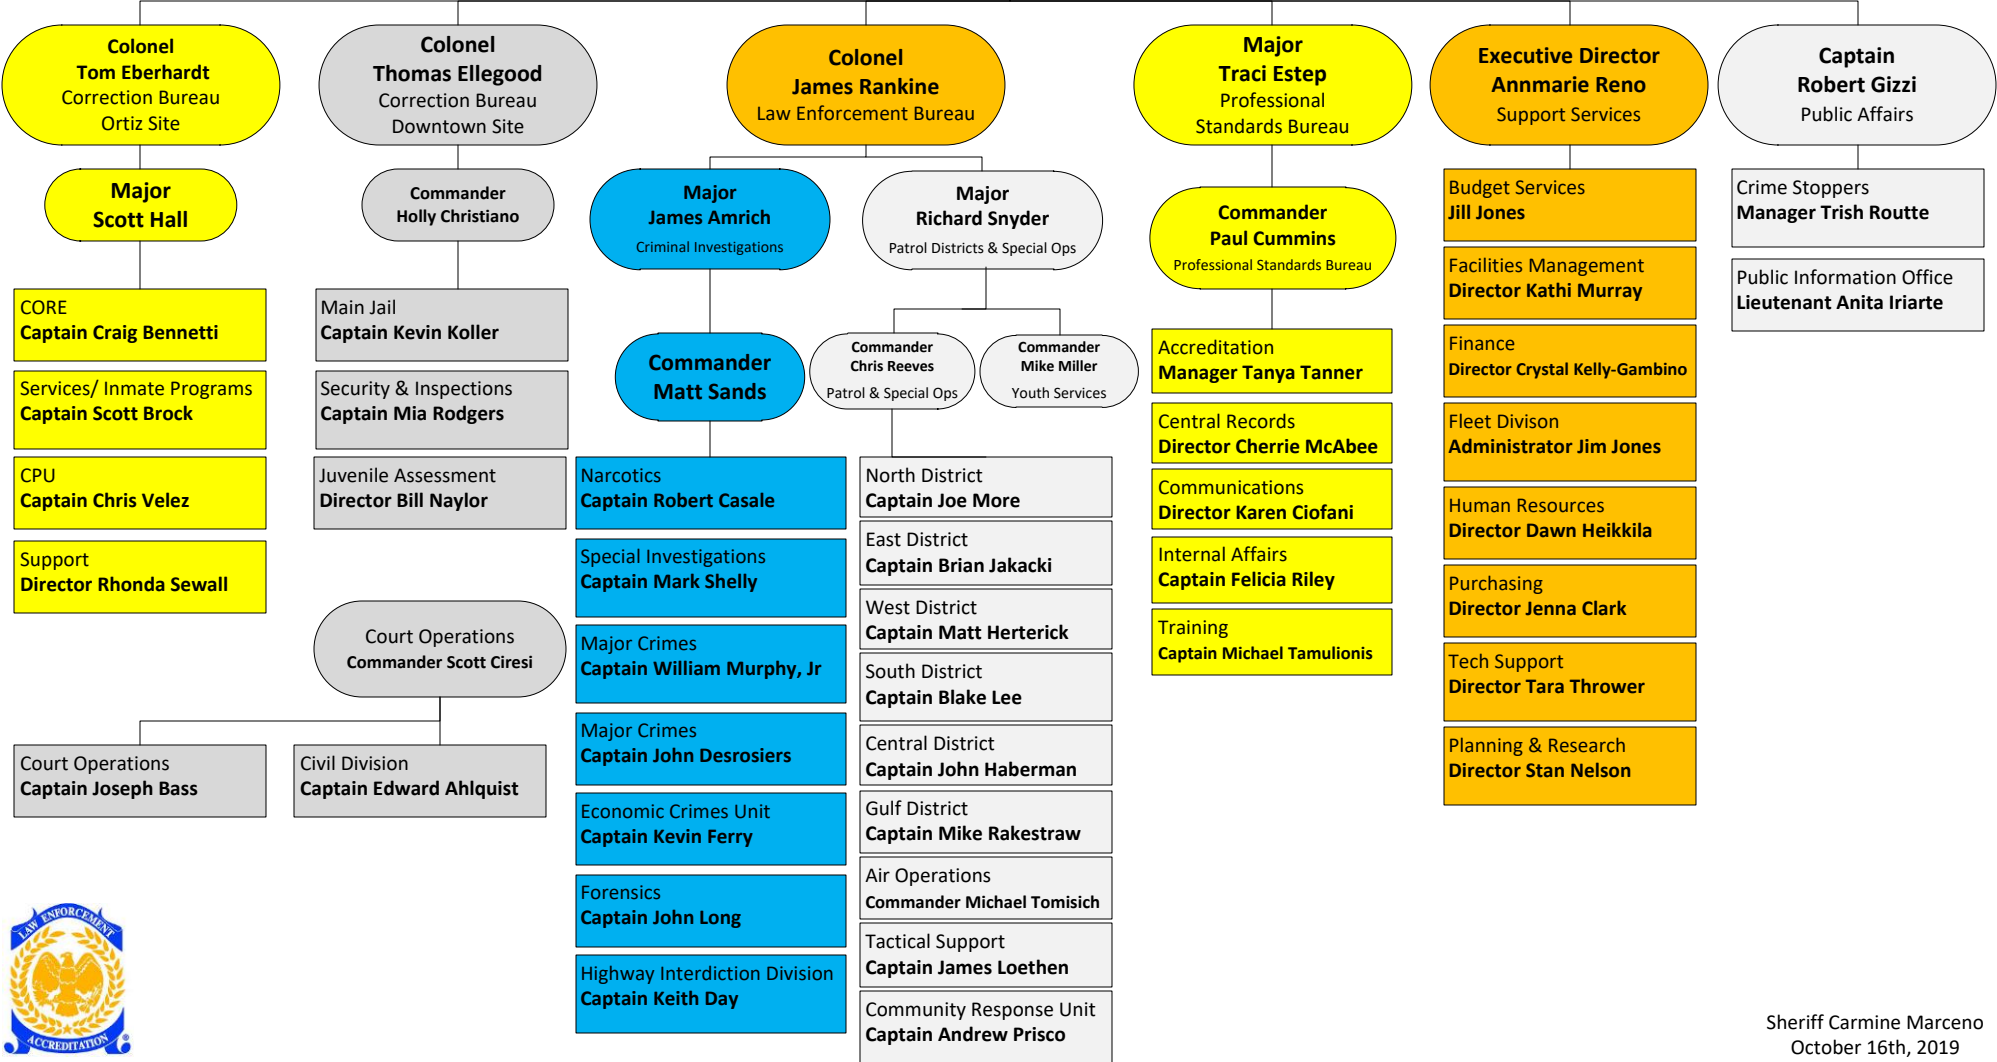 Colonel
Tom Eberhardt
Correction Bureau
Ortiz Site
Major
Scott Hall
CORE
Captain Craig Bennetti
Services/ Inmate Programs
Captain Scott Brock
CPU
Captain Chris Velez
Support
Director Rhonda Sewall
Colonel
Thomas Ellegood
Correction Bureau
Downtown Site
Commander
Holly Christiano
Main Jail
Captain Kevin Koller
Security & Inspections
Captain Mia Rodgers
Juvenile Assessment
Director Bill Naylor
Court Operations
Commander Scott Ciresi
Court Operations
Captain Joseph Bass
Civil Division
Captain Edward Ahlquist
Colonel
James Rankine
Law Enforcement Bureau
Major
James Amrich
Criminal Investigations
Commander
Matt Sands
Narcotics
Captain Robert Casale
Special Investigations
Captain Mark Shelly
Major Crimes
Captain William Murphy, Jr
Major Crimes
Captain John Desrosiers
Economic Crimes Unit
Captain Kevin Ferry
Forensics
Captain John Long
Highway Interdiction Division
Captain Keith Day
Major
Richard Snyder
Patrol Districts & Special Ops
Commander
Chris Reeves
Patrol & Special Ops
Commander
Mike Miller
Youth Services
North District
Captain Joe More
East District
Captain Brian Jakacki
West District
Captain Matt Herterick
South District
Captain Blake Lee
Central District
Captain John Haberman
Gulf District
Captain Mike Rakestraw
Air Operations
Commander Michael Tomisich
Tactical Support
Captain James Loethen
Community Response Unit
Captain Andrew Prisco
Major
Traci Estep
Professional
Standards Bureau
Commander
Paul Cummins
Professional Standards Bureau
Accreditation
Manager Tanya Tanner
Central Records
Director Cherrie McAbee
Communications
Director Karen Ciofani
Internal Affairs
Captain Felicia Riley
Training
Captain Michael Tamulionis
Executive Director
Annmarie Reno
Support Services
Budget Services
Jill Jones
Facilities Management
Director Kathi Murray
Finance
Director Crystal Kelly-Gambino
Fleet Divison
Administrator Jim Jones
Human Resources
Director Dawn Heikkila
Purchasing
Director Jenna Clark
Tech Support
Director Tara Thrower
Planning & Research
Director Stan Nelson
Captain
Robert Gizzi
Public Affairs
Crime Stoppers
Manager Trish Routte
Public Information Office
Lieutenant Anita Iriarte
LAW ENFORCEMENT
ACCREDITATION
Sheriff Carmine Marceno
October 16th, 2019